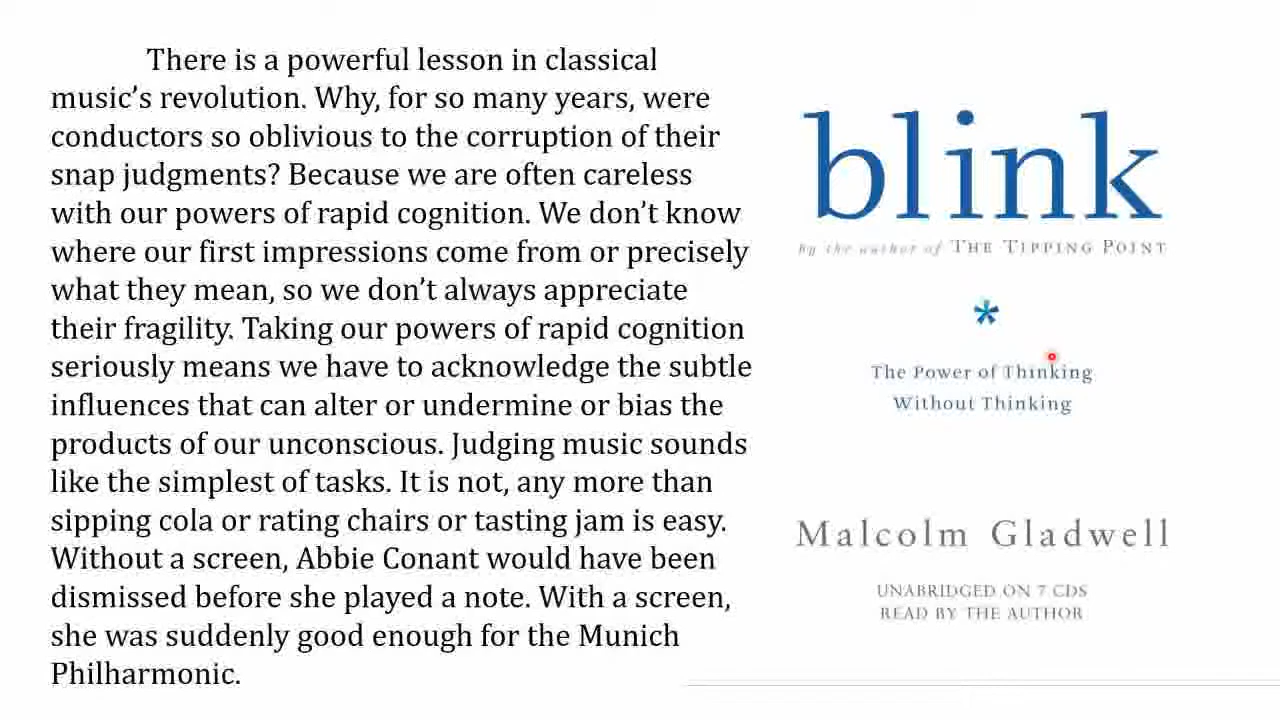 There is a powerful lesson in classical
music’s revolution. Why, for so many years, were
conductors so oblivious to the corruption of their
snap judgments? Because we are often careless
with our powers of rapid cognition. We don’t know
where our first impressions come from or precisely
what they mean, so we don’t always appreciate
their fragility. Taking our powers of rapid cognition
seriously means we have to acknowledge the subtle
influences that can alter or undermine or bias the
products of our unconscious. Judging music sounds
like the simplest of tasks. It is not, any more than
sipping cola or rating chairs or tasting jam is easy.
Without a screen, Abbie Conant would have been
dismissed before she played a note. With a screen,
she was suddenly good enough for the Munich
Philharmonic.
blink
by the author of THE TIPPING POINT
*
The Power of Thinking
Without Thinking
Malcolm Gladwell
UNABRIDGED ON 7 CDS
READ BY THE AUTHOR